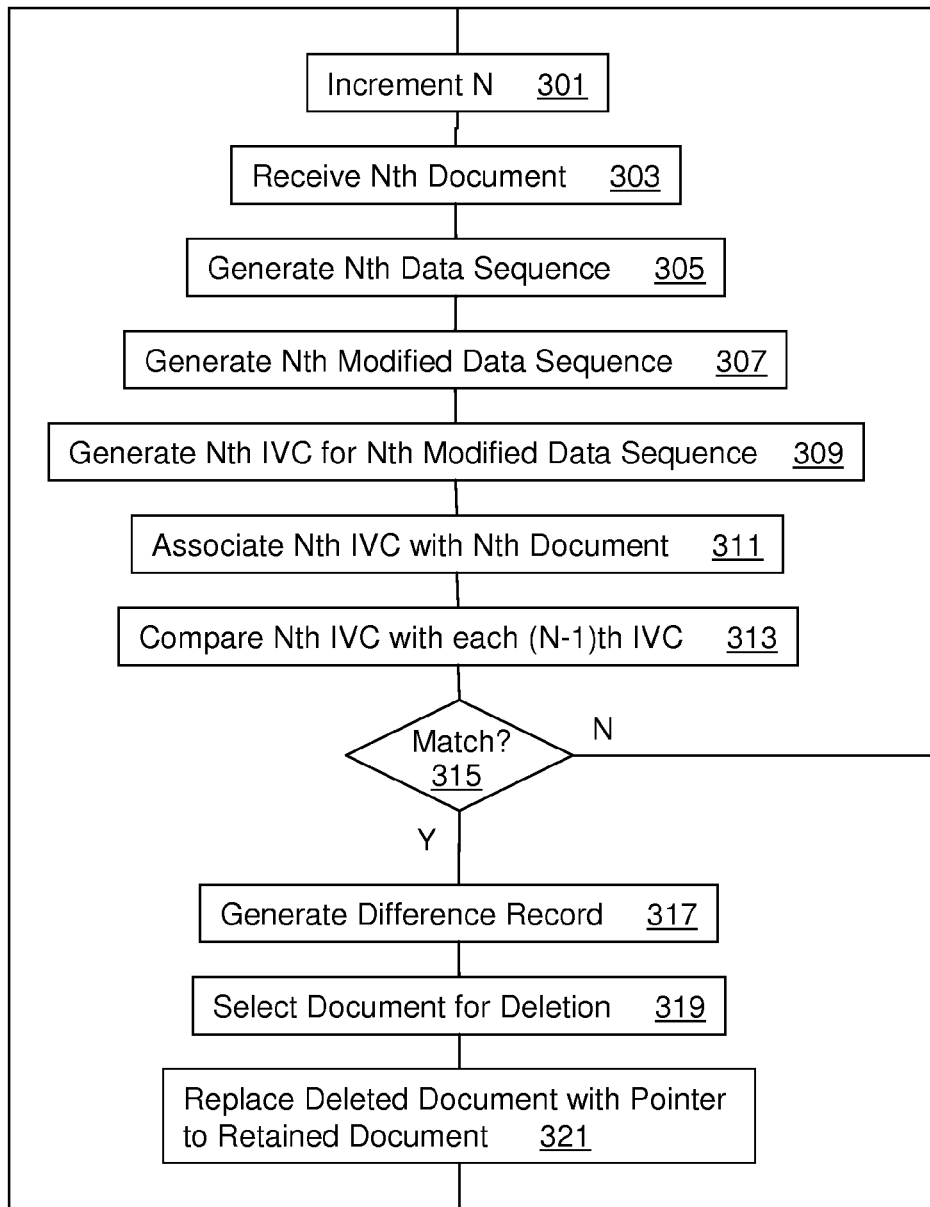 Increment N 301
Receive Nth Document 303
Generate Nth Data Sequence 305
Generate Nth Modified Data Sequence 307
Generate Nth IVC for Nth Modified Data Sequence 309
Associate Nth IVC with Nth Document 311
Compare Nth IVC with each (N-1)th IVC 313
Match?
315
N
Y
Generate Difference Record 317
Select Document for Deletion 319
Replace Deleted Document with Pointer
to Retained Document 321